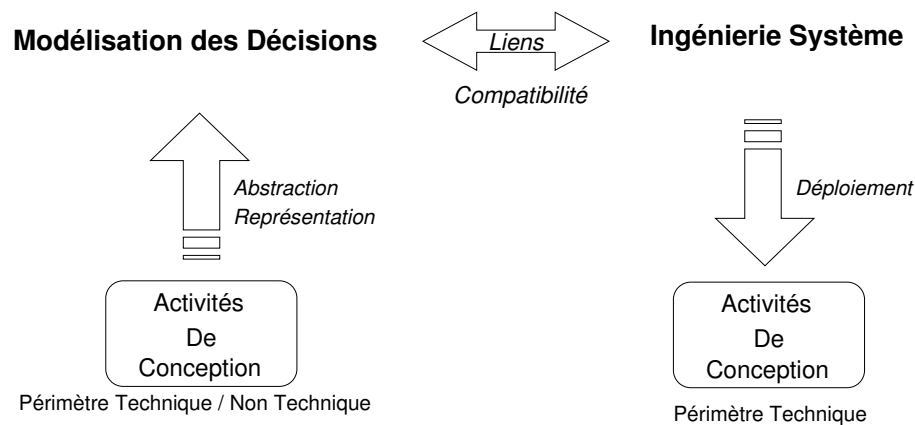 Modélisation des Décisions
Liens
Ingénierie Système
Compatibilité
Abstraction
Représentation
Déploiement
Activités
De
Conception
Périmètre Technique / Non Technique
Activités
De
Conception
Périmètre Technique